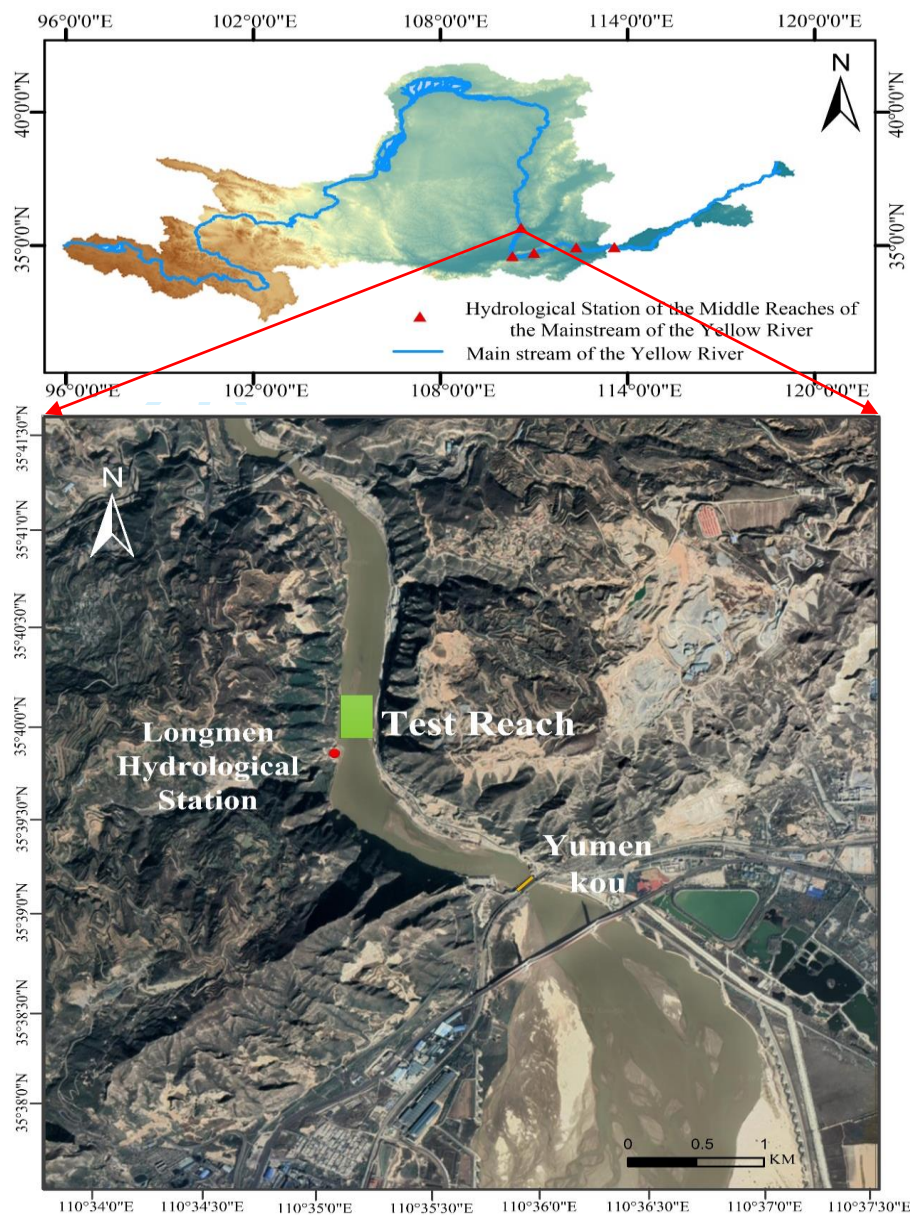 96°0'0"E 102°0'0"E 108°0'0"E 114°0'0"E 120°0'0"E
N
40°0'0"N
40°0'0"N
35°0'0"N
35°0'0"N
Hydrological Station of the Middle Reaches of
the Mainstream of the Yellow River
Main stream of the Yellow River
96°0'0"E 102°0'0"E 108°0'0"E 114°0'0"E 120°0'0"E
35°41'30"N
N
35°41'0"N
35°40'30"N
35°40'0"N
Test Reach
Longmen
Hydrological
Station
35°39'30"N
Yumen
kou
35°39'0"N
35°38'30"N
35°38'0"N
0 0.5 1
KM
110°34'0"E 110°34'30"E 110°35'0"E 110°35'30"E 110°36'0"E 110°36'30"E 110°37'0"E 110°37'30"E